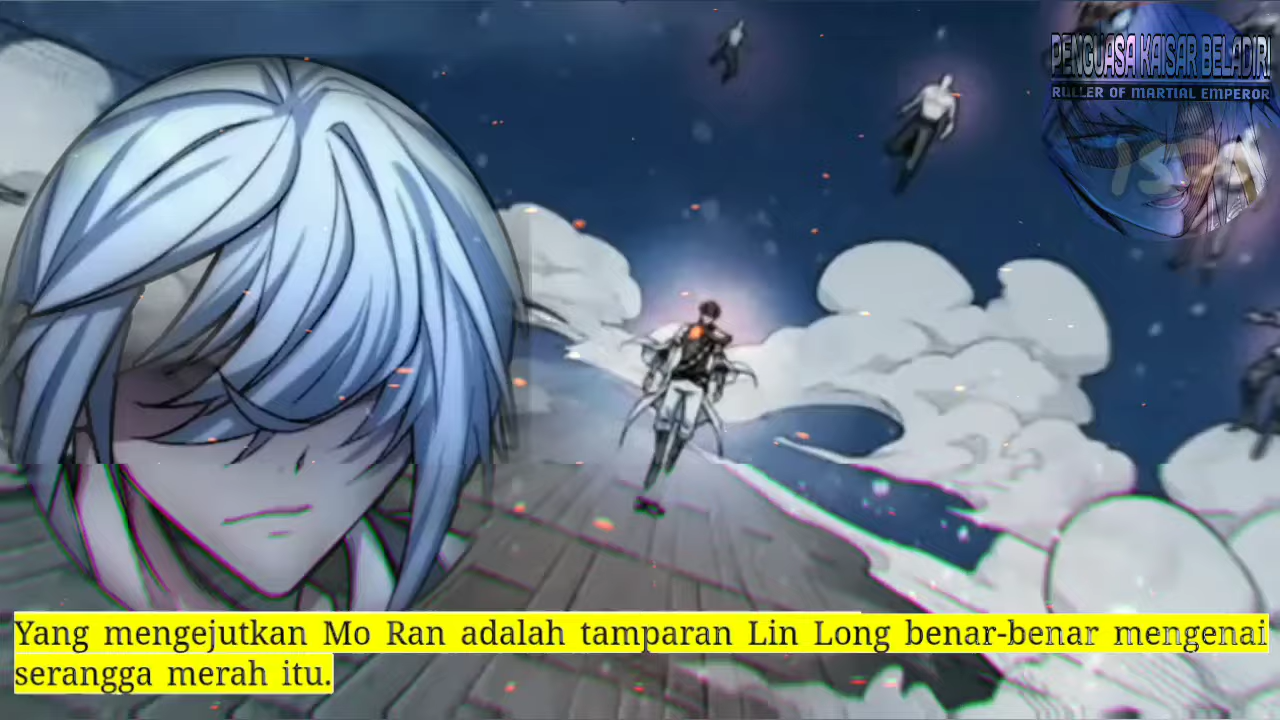 PENGUASA KAISAR BELADIRI
RULLER OF MARTIAL EMPEROR
Yang mengejutkan Mo Ran adalah tamparan Lin Long benar-benar mengenai
serangga merah itu.